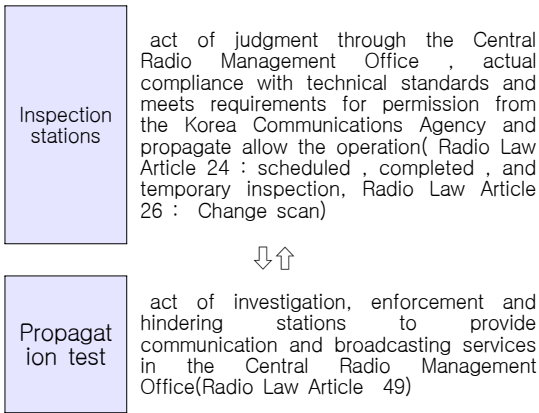 Inspection
stations
act of judgment through the Central
Radio Management Office , actual
compliance with technical standards and
meets requirements for permission from
the Korea Communications Agency and
propagate allow the operation( Radio Law
Article 24 : scheduled , completed , and
temporary inspection, Radio Law Article
26 : Change scan)
⇩⇧
Propagat
ion test
act of investigation, enforcement and
hindering stations to provide
communication and broadcasting services
in the Central Radio Management
Office(Radio Law Article 49)